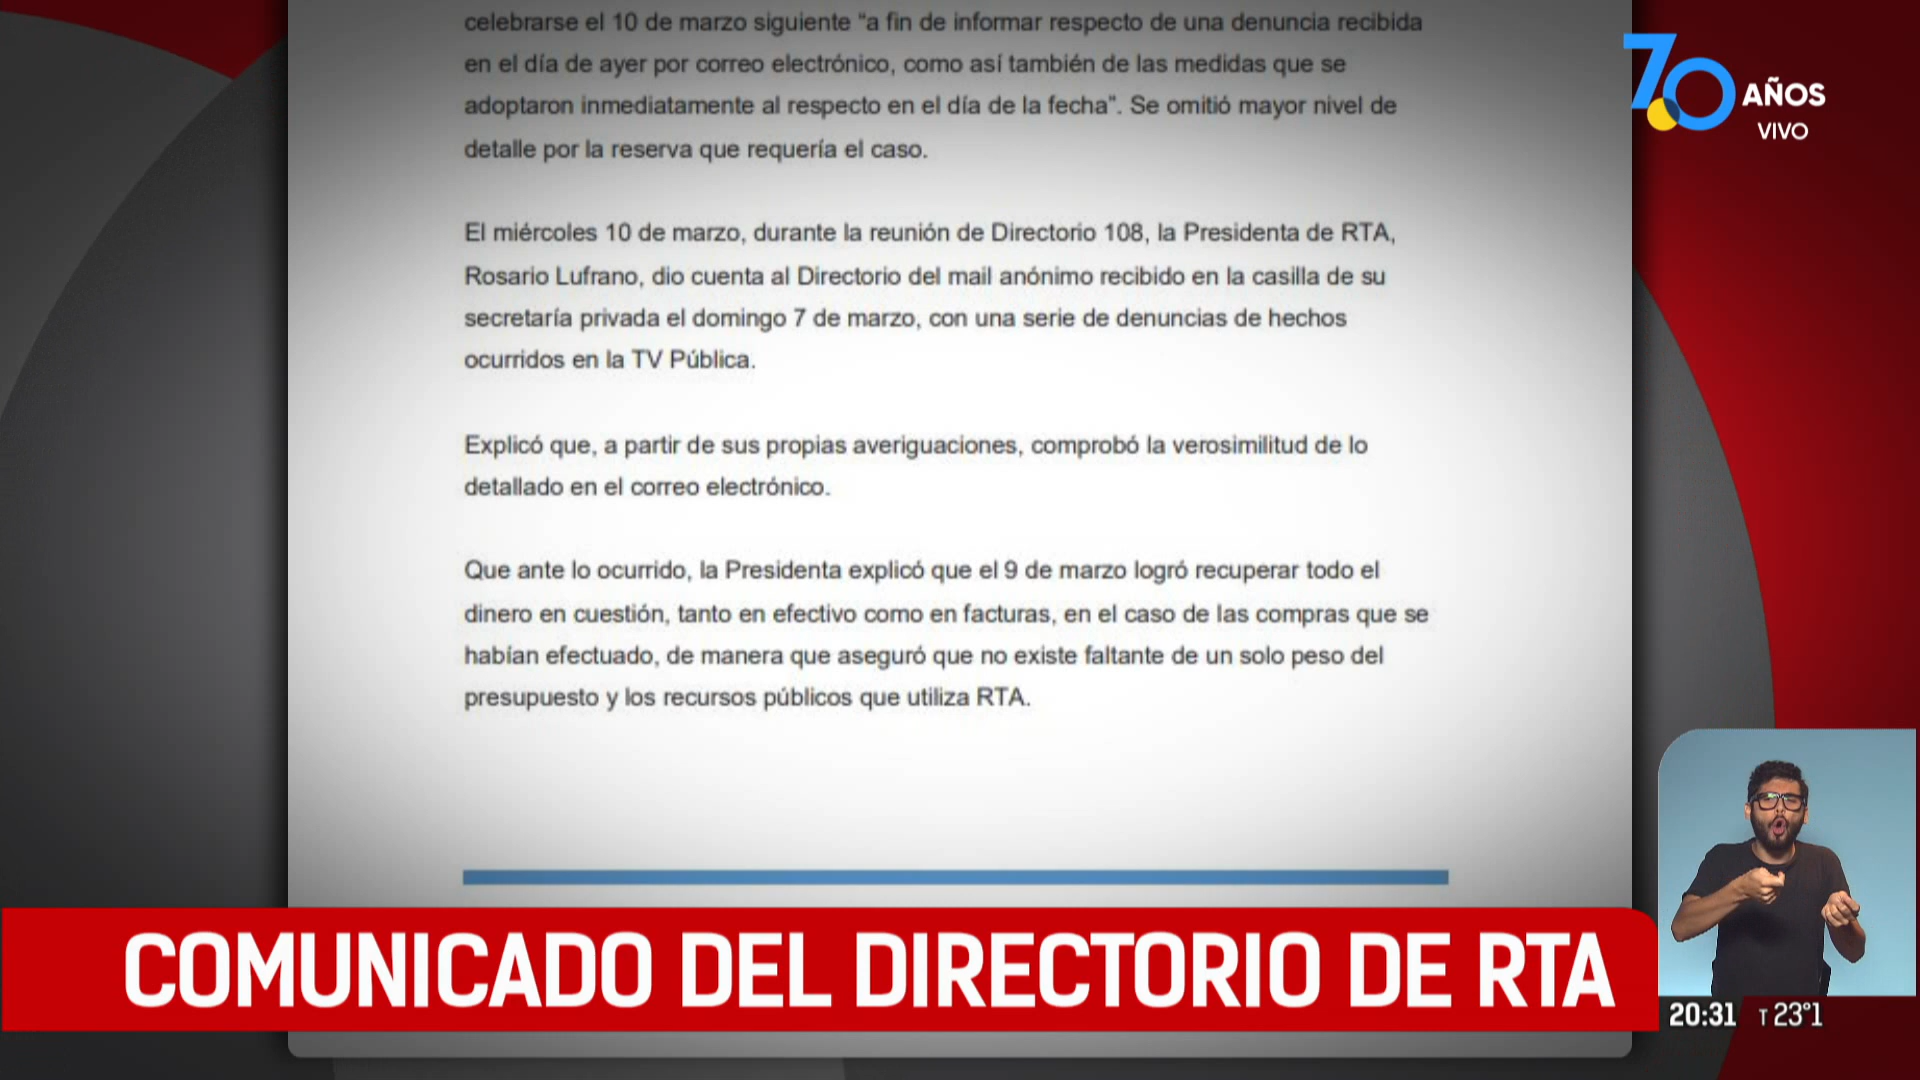 celebrarse el 10 de marzo siguiente “a fin de informar respecto de una denuncia recibida
en el día de ayer por correo electrónico, como así también de las medidas que se
adoptaron inmediatamente al respecto en el día de la fecha”. Se omitió mayor nivel de
detalle por la reserva que requería el caso.
El miércoles 10 de marzo, durante la reunión de Directorio 108, la Presidenta de RTA,
Rosario Lufrano, dio cuenta al Directorio del mail anónimo recibido en la casilla de su
secretaría privada el domingo 7 de marzo, con una serie de denuncias de hechos
ocurridos en la TV Pública.
Explicó que, a partir de sus propias averiguaciones, comprobó la verosimilitud de lo
detallado en el correo electrónico.
Que ante lo ocurrido, la Presidenta explicó que el 9 de marzo logró recuperar todo el
dinero en cuestión, tanto en efectivo como en facturas, en el caso de las compras que se
habían efectuado, de manera que aseguró que no existe faltante de un solo peso del
presupuesto y los recursos públicos que utiliza RTA.
70 AÑOS
VIVO
COMUNICADO DEL DIRECTORIO DE RTA
20:31 T 23°1